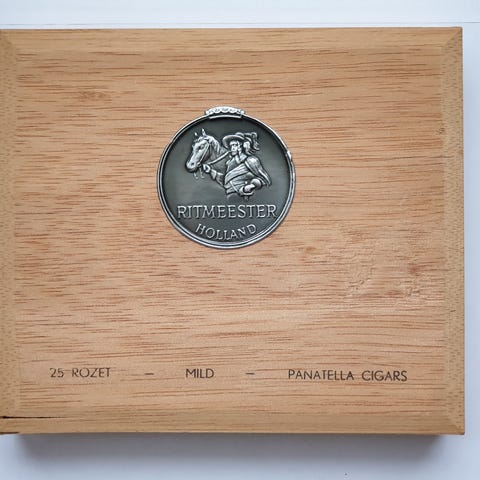 RITMEESTER
HOLLAND
25 ROZET — MILD — PANATELLA CIGARS